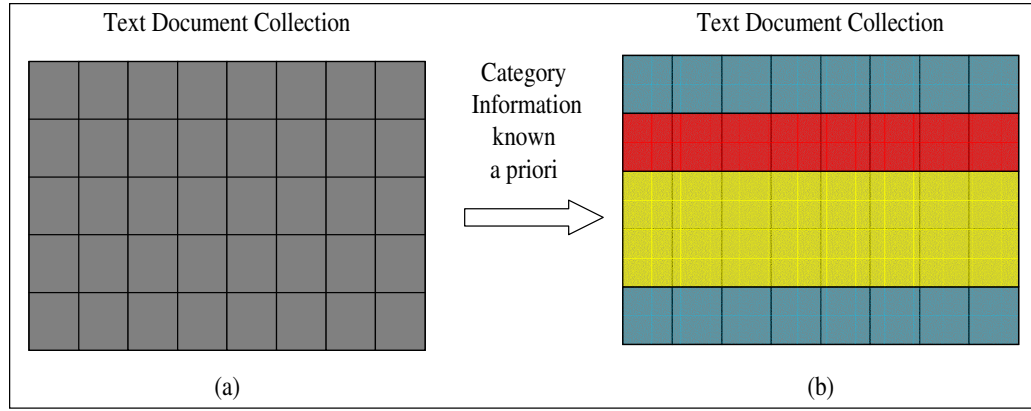 Text Document Collection
Text Document Collection
Category
Information
known
a priori
(a)
(b)